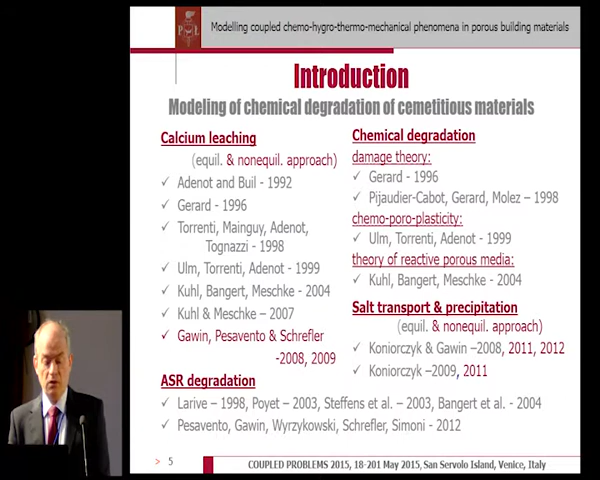 P Ł
Modelling coupled chemo-hygro-thermo-mechanical phenomena in porous building materials
Introduction
Modeling of chemical degradation of cemetitious materials
Calcium leaching
(equil. & nonequil. approach)
✓ Adenot and Buil - 1992
✓ Gerard - 1996
✓ Torrenti, Mainguy, Adenot,
Tognazzi - 1998
✓ Ulm, Torrenti, Adenot - 1999
✓ Kuhl, Bangert, Meschke - 2004
✓ Kuhl & Meschke – 2007
✓ Gawin, Pesavento & Schrefler
-2008, 2009
Chemical degradation
damage theory:
✓ Gerard - 1996
✓ Pijaudier-Cabot, Gerard, Molez – 1998
chemo-poro-plasticity:
✓ Ulm, Torrenti, Adenot - 1999
theory of reactive porous media:
✓ Kuhl, Bangert, Meschke - 2004
Salt transport & precipitation
(equil. & nonequil. approach)
✓ Koniorczyk & Gawin –2008, 2011, 2012
✓ Koniorczyk –2009, 2011
ASR degradation
✓ Larive – 1998, Poyet – 2003, Steffens et al. – 2003, Bangert et al. - 2004
✓ Pesavento, Gawin, Wyrzykowski, Schrefler, Simoni - 2012
> 5
COUPLED PROBLEMS 2015, 18-201 May 2015, San Servolo Island, Venice, Italy